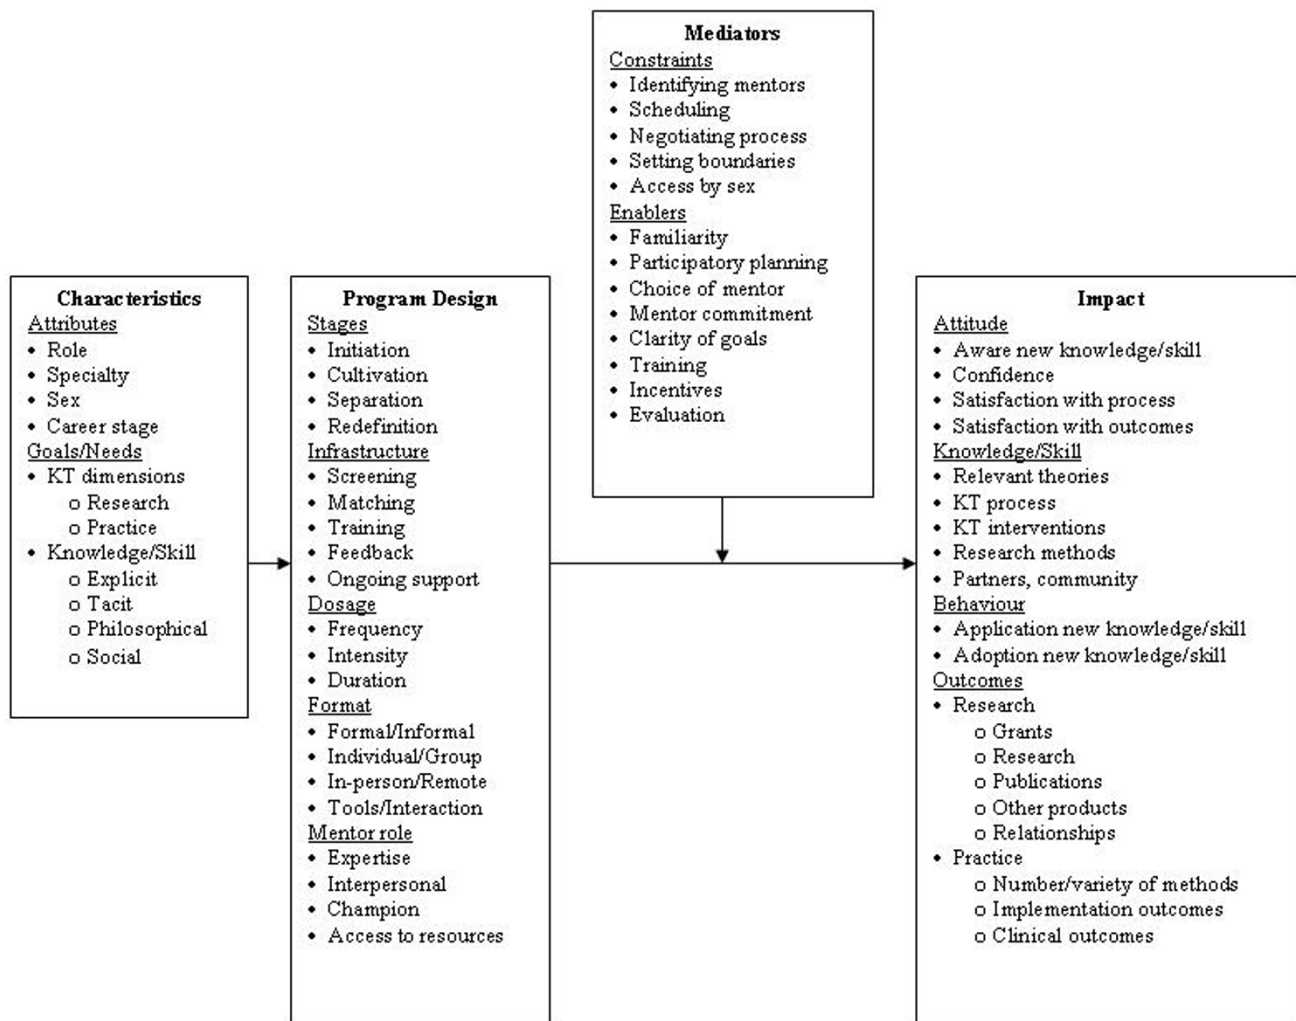 Mediators
Constraints
• Identifying mentors
• Scheduling
• Negotiating process
• Setting boundaries
• Access by sex
Enablers
• Familiarity
• Participatory planning
• Choice of mentor
• Mentor commitment
• Clarity of goals
• Training
• Incentives
• Evaluation
Characteristics
Attributes
• Role
• Specialty
• Sex
• Career stage
Goals/Needs
• KT dimensions
o Research
o Practice
• Knowledge/Skill
o Explicit
o Tacit
o Philosophical
o Social
Program Design
Stages
• Initiation
• Cultivation
• Separation
• Redefinition
Infrastructure
• Screening
• Matching
• Training
• Feedback
• Ongoing support
Dosage
• Frequency
• Intensity
• Duration
Format
• Formal/Informal
• Individual/Group
• In-person/Remote
• Tools/Interaction
Mentor role
• Expertise
• Interpersonal
• Champion
• Access to resources
Impact
Attitude
• Aware new knowledge/skill
• Confidence
• Satisfaction with process
• Satisfaction with outcomes
Knowledge/Skill
• Relevant theories
• KT process
• KT interventions
• Research methods
• Partners, community
Behaviour
• Application new knowledge/skill
• Adoption new knowledge/skill
Outcomes
• Research
o Grants
o Research
o Publications
o Other products
o Relationships
• Practice
o Number/variety of methods
o Implementation outcomes
o Clinical outcomes